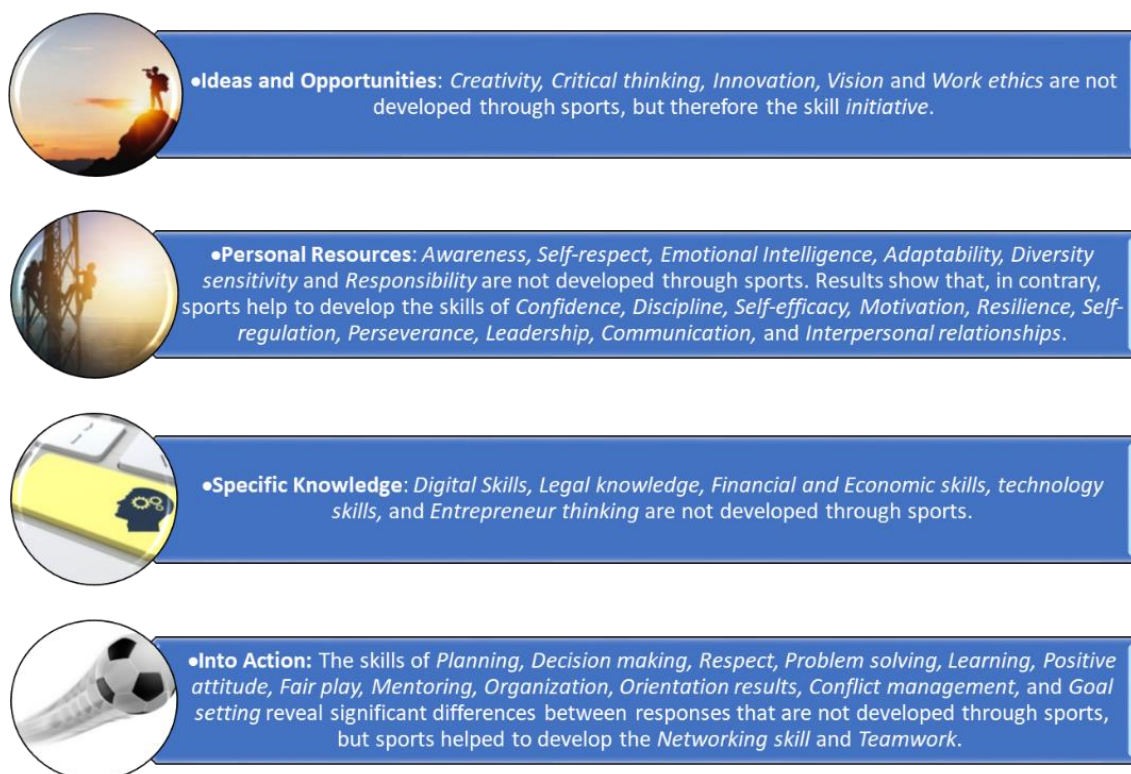 •Ideas and Opportunities: Creativity, Critical thinking, Innovation, Vision and Work ethics are not
developed through sports, but therefore the skill initiative.
•Personal Resources: Awareness, Self-respect, Emotional Intelligence, Adaptability, Diversity
sensitivity and Responsibility are not developed through sports. Results show that, in contrary,
sports help to develop the skills of Confidence, Discipline, Self-efficacy, Motivation, Resilience, Self-
regulation, Perseverance, Leadership, Communication, and Interpersonal relationships.
•Specific Knowledge: Digital Skills, Legal knowledge, Financial and Economic skills, technology
skills, and Entrepreneur thinking are not developed through sports.
•Into Action: The skills of Planning, Decision making, Respect, Problem solving, Learning, Positive
attitude, Fair play, Mentoring, Organization, Orientation results, Conflict management, and Goal
setting reveal significant differences between responses that are not developed through sports,
but sports helped to develop the Networking skill and Teamwork.